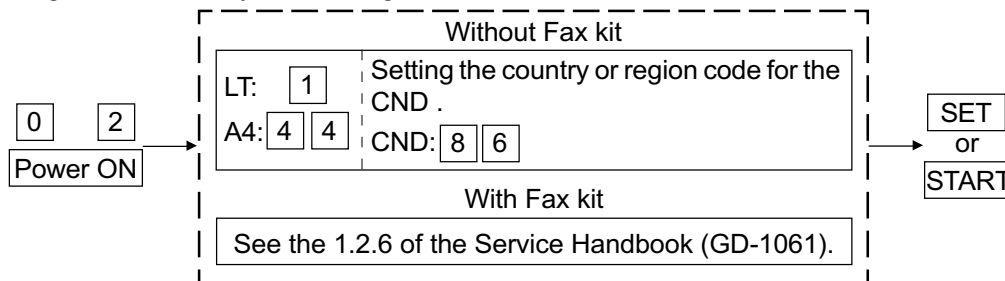 Without Fax kit
LT: 1
Setting the country or region code for the
CND .
A4: 4 4
CND: 8 6
0 2
Power ON
SET
or
START
With Fax kit
See the 1.2.6 of the Service Handbook (GD-1061).